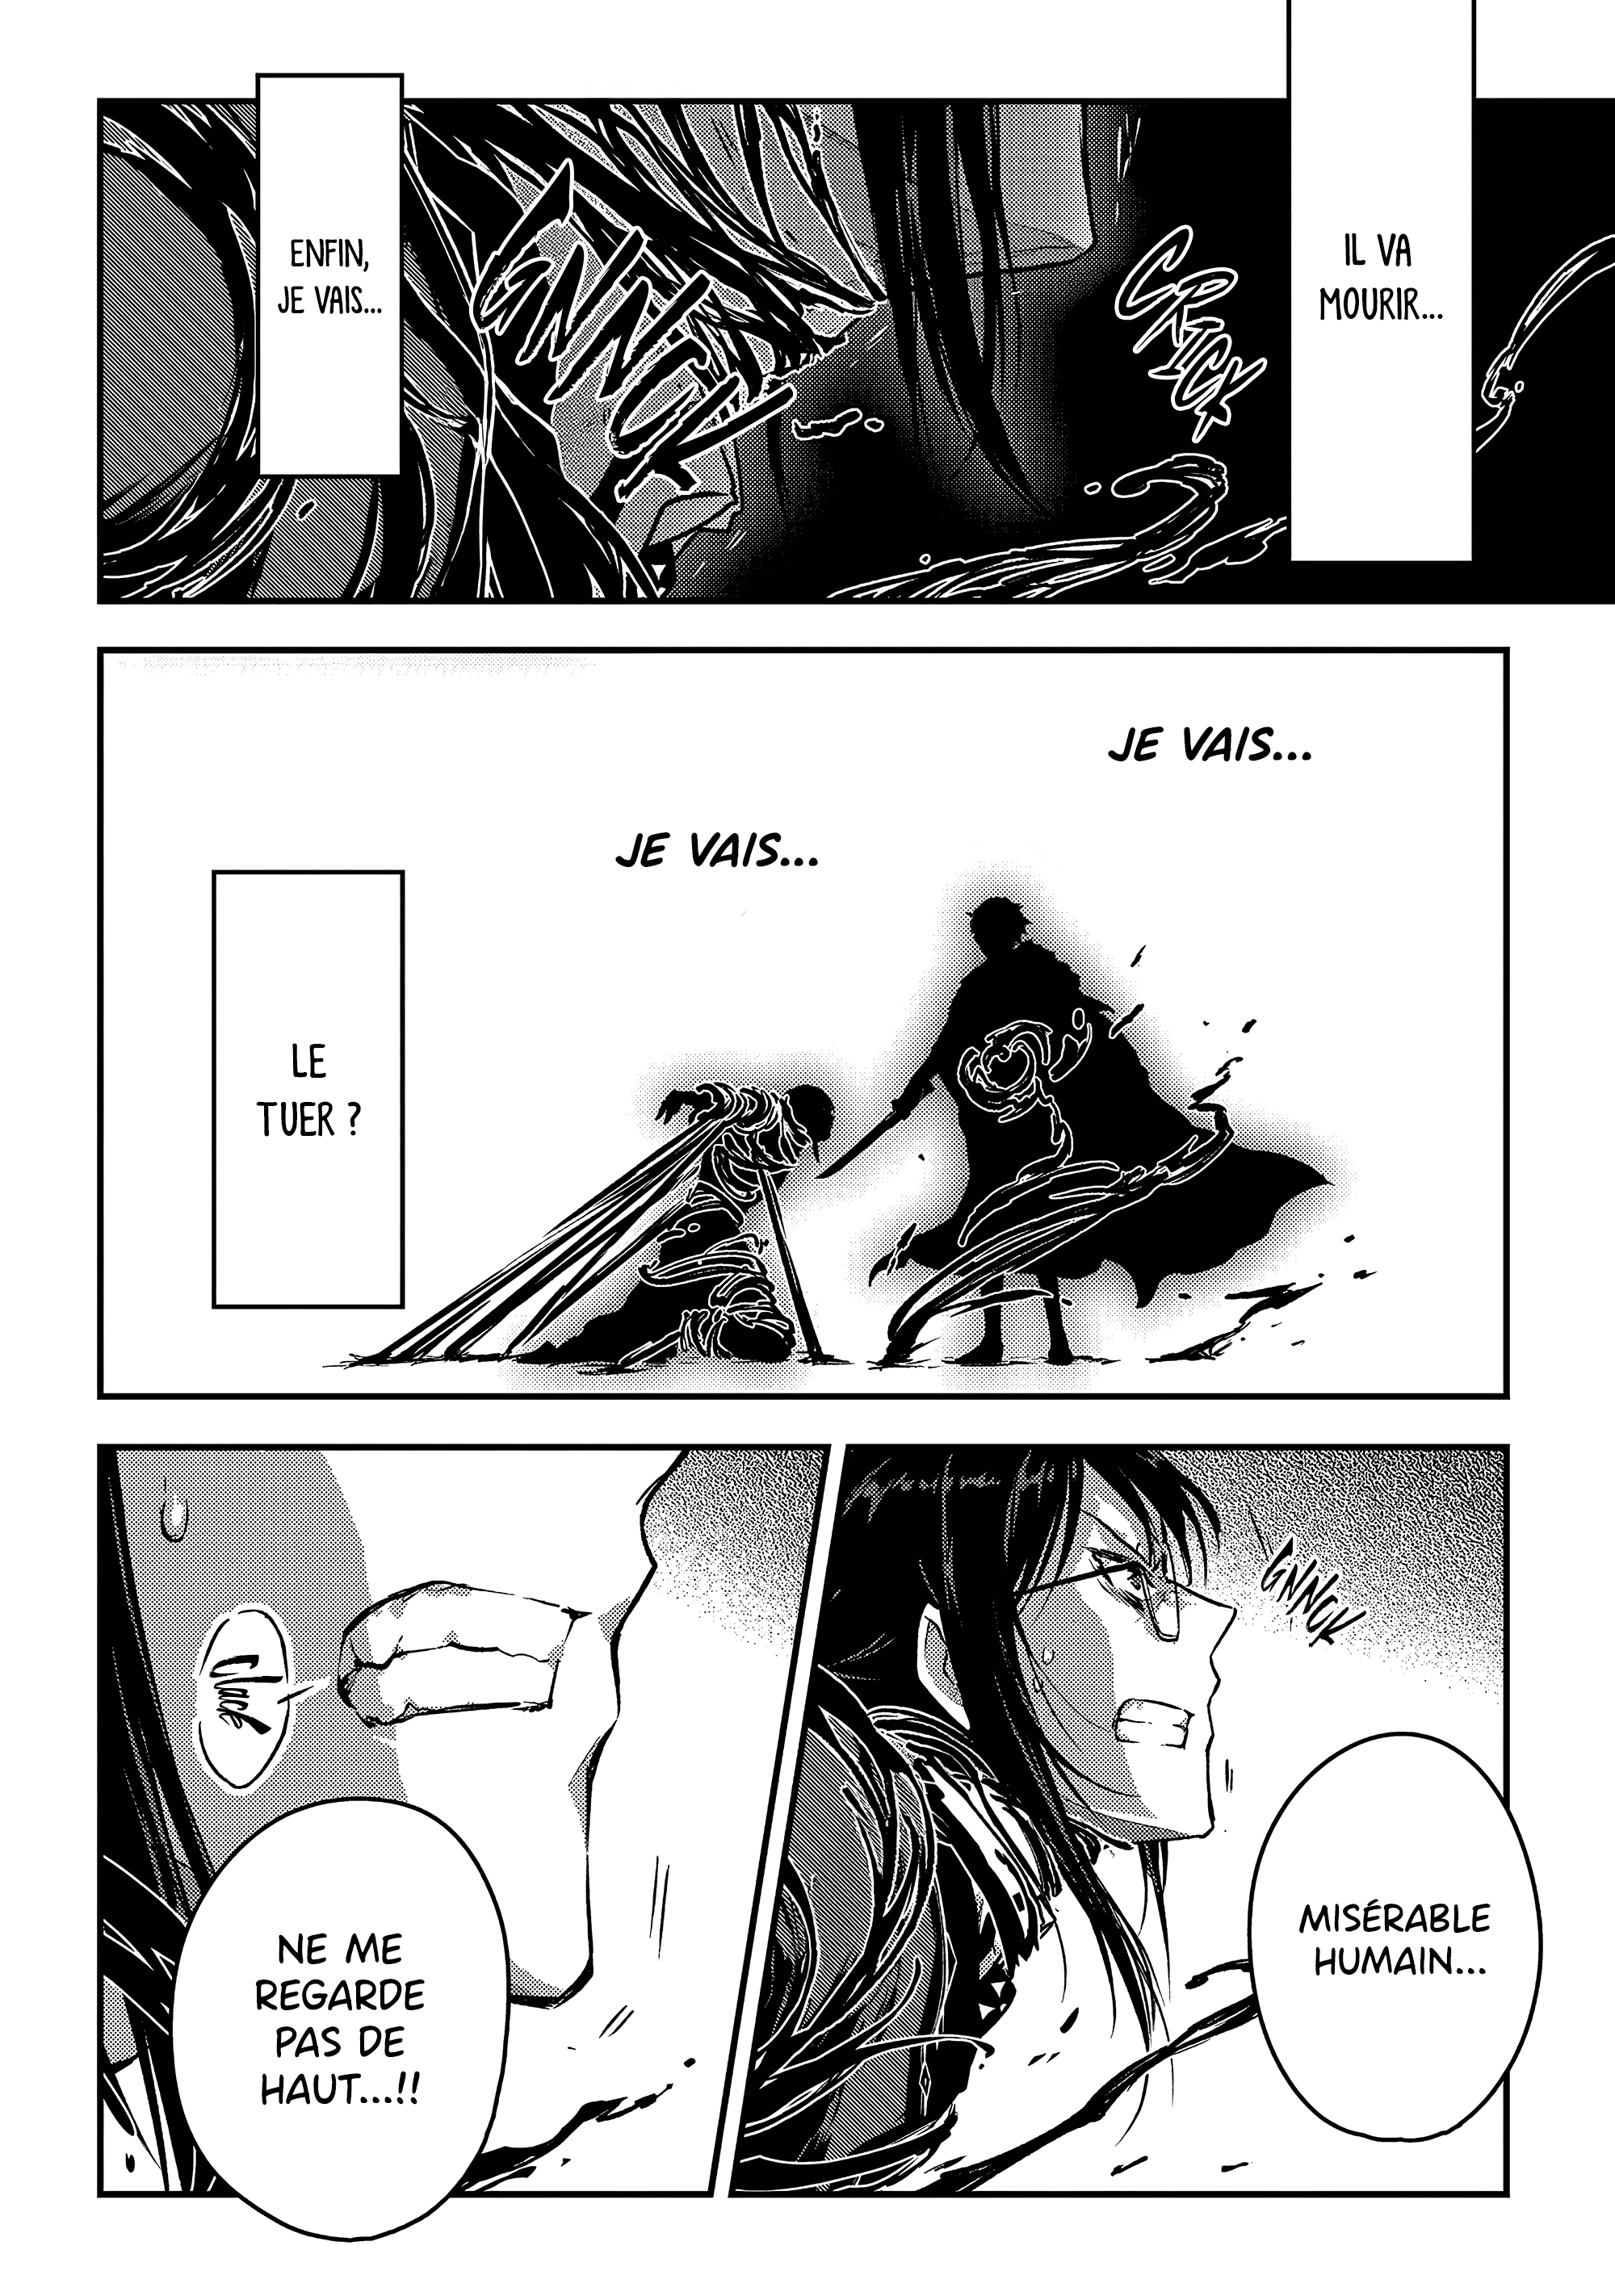 IL VA
MOURIR...
CRICK
GNNCK
ENFIN,
JE VAIS...
JE VAIS...
JE VAIS...
LE
TUER ?
GNNCK
MISÉRABLE
HUMAIN...
Clack
NE ME
REGARDE
PAS DE
HAUT...!!